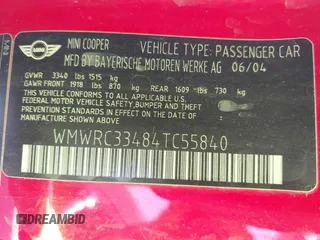 MINI
MINI COOPER
VEHICLE TYPE: PASSENGER CAR
MFD BY BAYERISCHE MOTOREN WERKE AG 06/04
GVWR 3340 lbs 1515 kg
GAWR FRONT 1918 lbs 870 kg REAR 1609 lbs 730 kg
THIS VEHICLE CONFORMS TO ALL APPLICABLE U.S. FEDERAL MOTOR
VEHICLE SAFETY, BUMPER, AND THEFT
PREVENTION STANDARDS IN EFFECT ON THE DATE OF
MANUFACTURE SHOWN ABOVE
WMWRC33484TC55840
DREAMBID